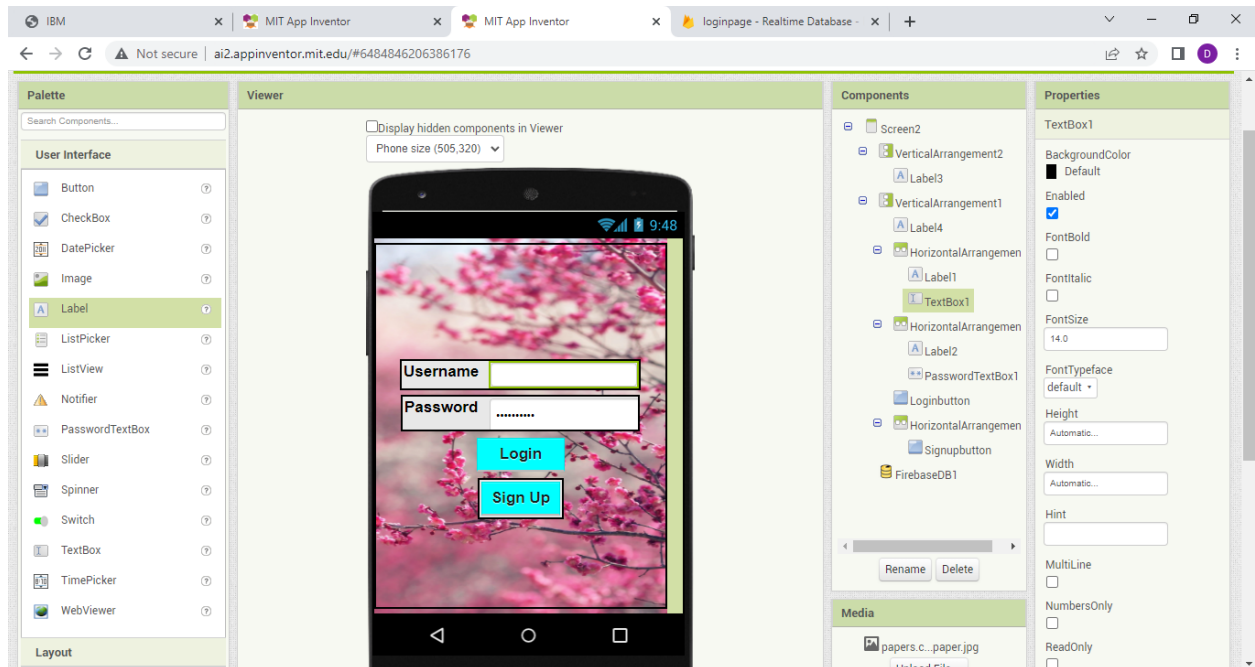 IBM
MIT App Inventor
MIT App Inventor
loginpage - Realtime Database -
Not secure
ai2.appinventor.mit.edu/#6484846206386176
D
Palette
Search Components...
User Interface
Button
CheckBox
DatePicker
Image
Label
ListPicker
ListView
Notifier
PasswordTextBox
Slider
Spinner
Switch
TextBox
TimePicker
WebViewer
Layout
Viewer
Display hidden components in Viewer
Phone size (505,320)
9:48
Username
Password
Login
Sign Up
Components
Screen2
VerticalArrangement2
Label3
VerticalArrangement1
Label4
HorizontalArrangemen
Label1
TextBox1
HorizontalArrangemen
Label2
PasswordTextBox1
Loginbutton
HorizontalArrangemen
Signupbutton
FirebaseDB1
Rename Delete
Media
papers.c...paper.jpg
Upload File ...
Properties
TextBox1
BackgroundColor
Default
Enabled
FontBold
FontItalic
FontSize
14.0
FontTypeface
default
Height
Automatic...
Width
Automatic...
Hint
MultiLine
NumbersOnly
ReadOnly